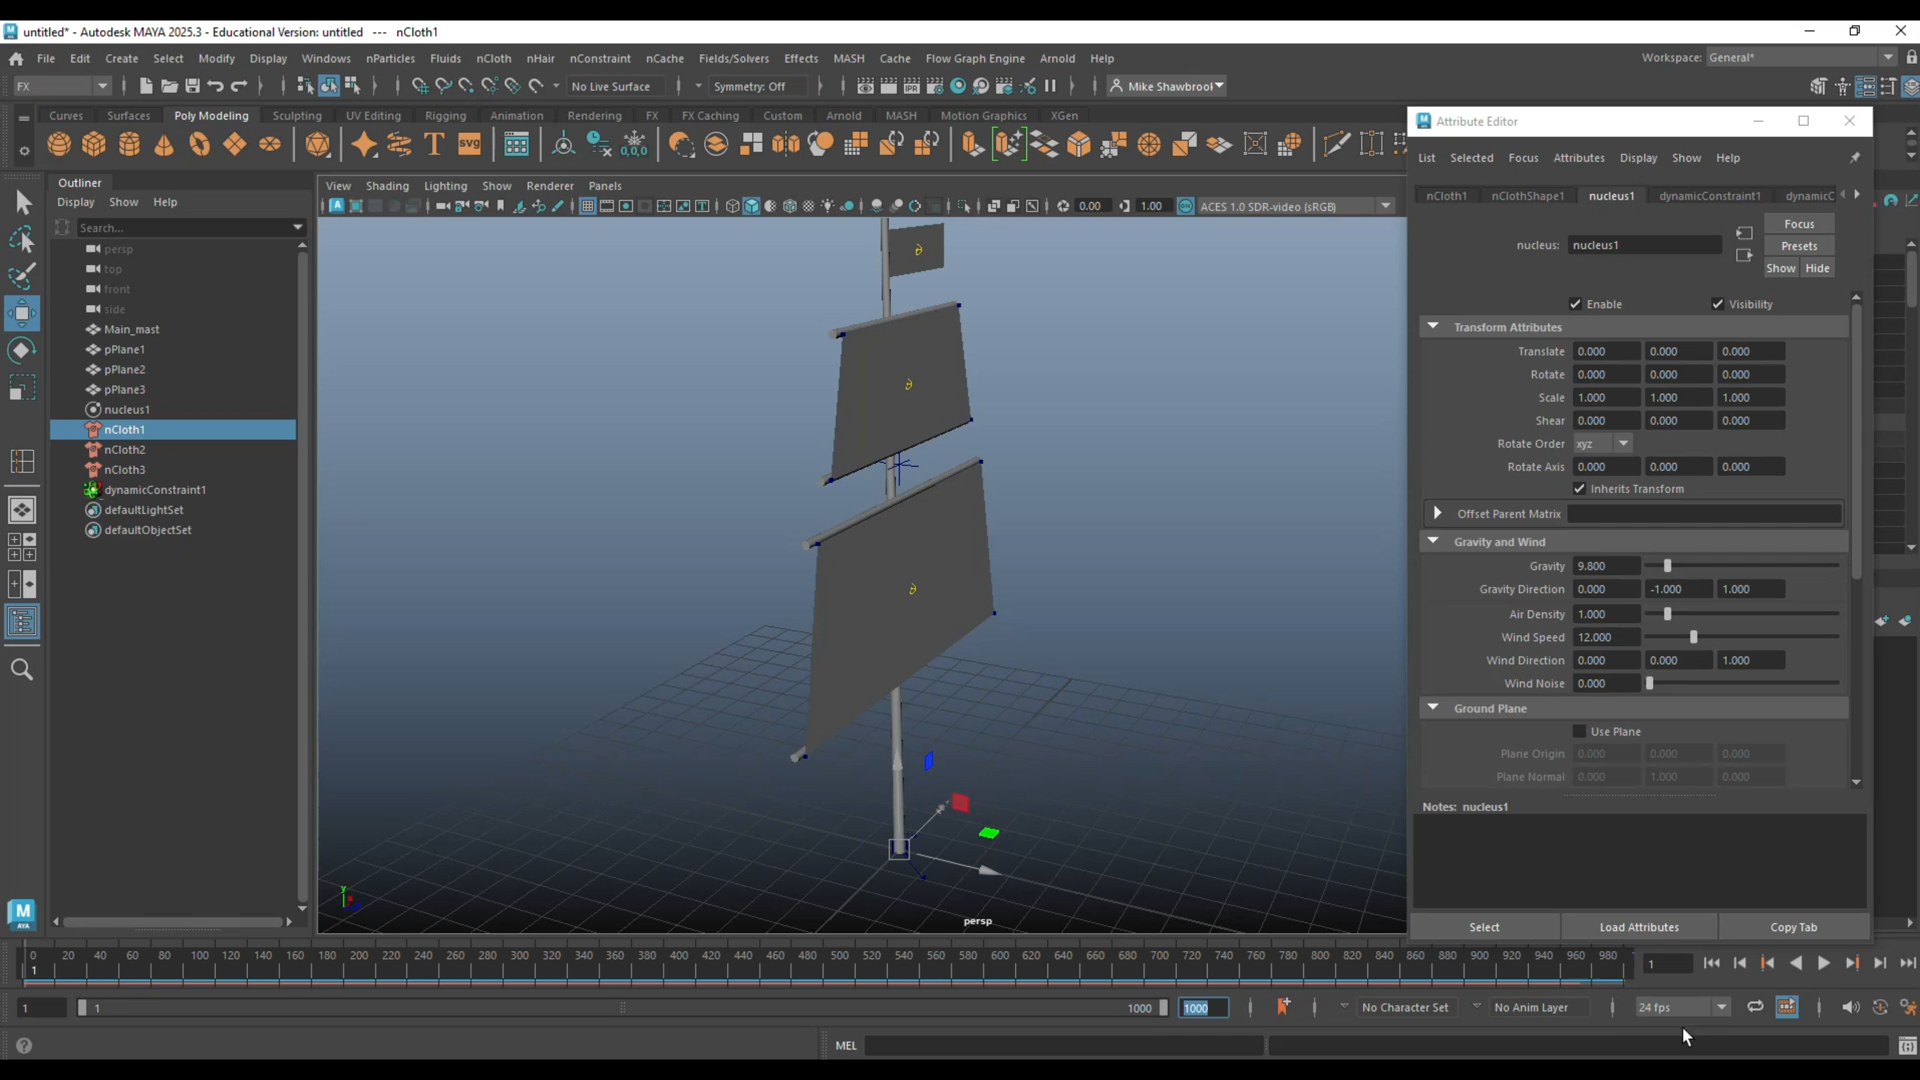 untitled* - Autodesk MAYA 2025.3 - Educational Version: untitled --- nCloth1
File Edit Create Select Modify Display Windows nParticles Fluids nCloth nHair nConstraint nCache Fields/Solvers Effects MASH Cache Flow Graph Engine Arnold Help
Workspace: General*
FX No Live Surface Symmetry: Off IPR Mike Shawbrool
Curves Surfaces Poly Modeling Sculpting UV Editing Rigging Animation Rendering FX FX Caching Custom Arnold MASH Motion Graphics XGen
T SVG 0,0,0
Attribute Editor
List Selected Focus Attributes Display Show Help
Outliner
Display Show Help
Search...
persp
top
front
side
Main_mast
pPlane1
pPlane2
pPlane3
nucleus1
nCloth1
nCloth2
nCloth3
dynamicConstraint1
defaultLightSet
defaultObjectSet
View Shading Lighting Show Renderer Panels
0.00 1.00 ACES 1.0 SDR-video (sRGB)
y
persp
nCloth1 nClothShape1 nucleus1 dynamicConstraint1 dynamicC
nucleus: nucleus1
Focus
Presets
Show Hide
Enable Visibility
Transform Attributes
Translate 0.000 0.000 0.000
Rotate 0.000 0.000 0.000
Scale 1.000 1.000 1.000
Shear 0.000 0.000 0.000
Rotate Order xyz
Rotate Axis 0.000 0.000 0.000
Inherits Transform
Offset Parent Matrix
Gravity and Wind
Gravity 9.800
Gravity Direction 0.000 -1.000 1.000
Air Density 1.000
Wind Speed 12.000
Wind Direction 0.000 0.000 1.000
Wind Noise 0.000
Ground Plane
Use Plane
Plane Origin 0.000 0.000 0.000
Plane Normal 0.000 1.000 0.000
Notes: nucleus1
Select Load Attributes Copy Tab
M
AYA
0 20 40 60 80 100 120 140 160 180 200 220 240 260 280 300 320 340 360 380 400 420 440 460 480 500 520 540 560 580 600 620 640 660 680 700 720 740 760 780 800 820 840 860 880 900 920 940 960 980
1 1
1 1 1000 1000 No Character Set No Anim Layer 24 fps
MEL